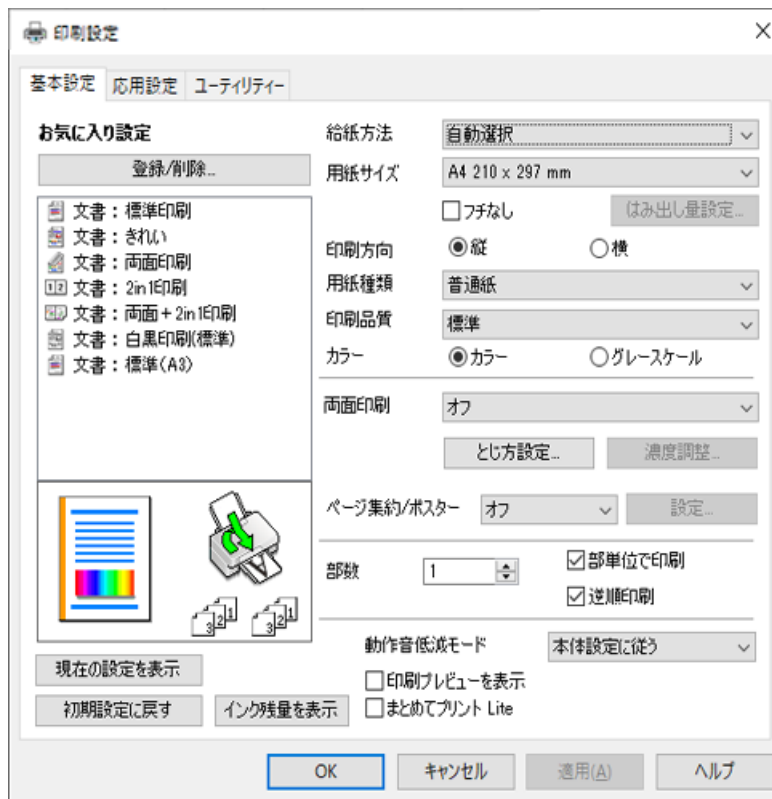 印刷設定
基本設定 応用設定 ユーティリティー
お気に入り設定
登録/削除...
文書：標準印刷
文書：きれい
文書：両面印刷
1 2 文書：2in1印刷
文書：両面＋2in1印刷
文書：白黒印刷(標準)
文書：標準(A3)
3 2 1 3 2 1
現在の設定を表示
初期設定に戻す インク残量を表示
給紙方法 自動選択
用紙サイズ A4 210 x 297 mm
フチなし はみ出し量設定...
印刷方向 縦 横
用紙種類 普通紙
印刷品質 標準
カラー カラー グレースケール
両面印刷 オフ
とじ方設定... 濃度調整...
ページ集約/ポスター オフ 設定...
部数 1 部単位で印刷
逆順印刷
動作音低減モード 本体設定に従う
印刷プレビューを表示
まとめてプリント Lite
OK キャンセル 適用(A) ヘルプ